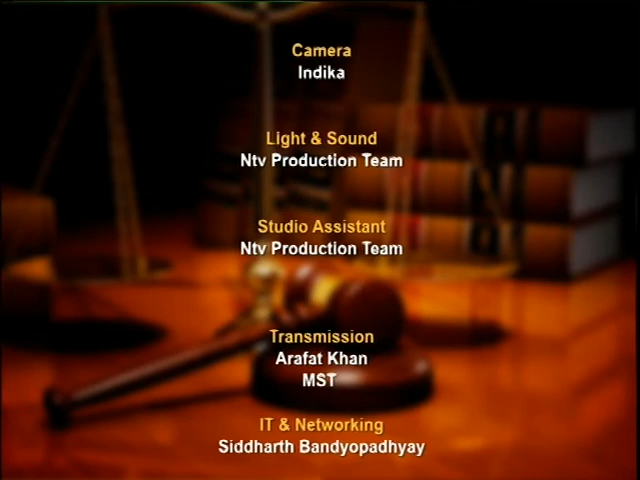 Camera
Indika
Light & Sound
Ntv Production Team
Studio Assistant
Ntv Production Team
Transmission
Arafat Khan
MST
IT & Networking
Siddharth Bandyopadhyay